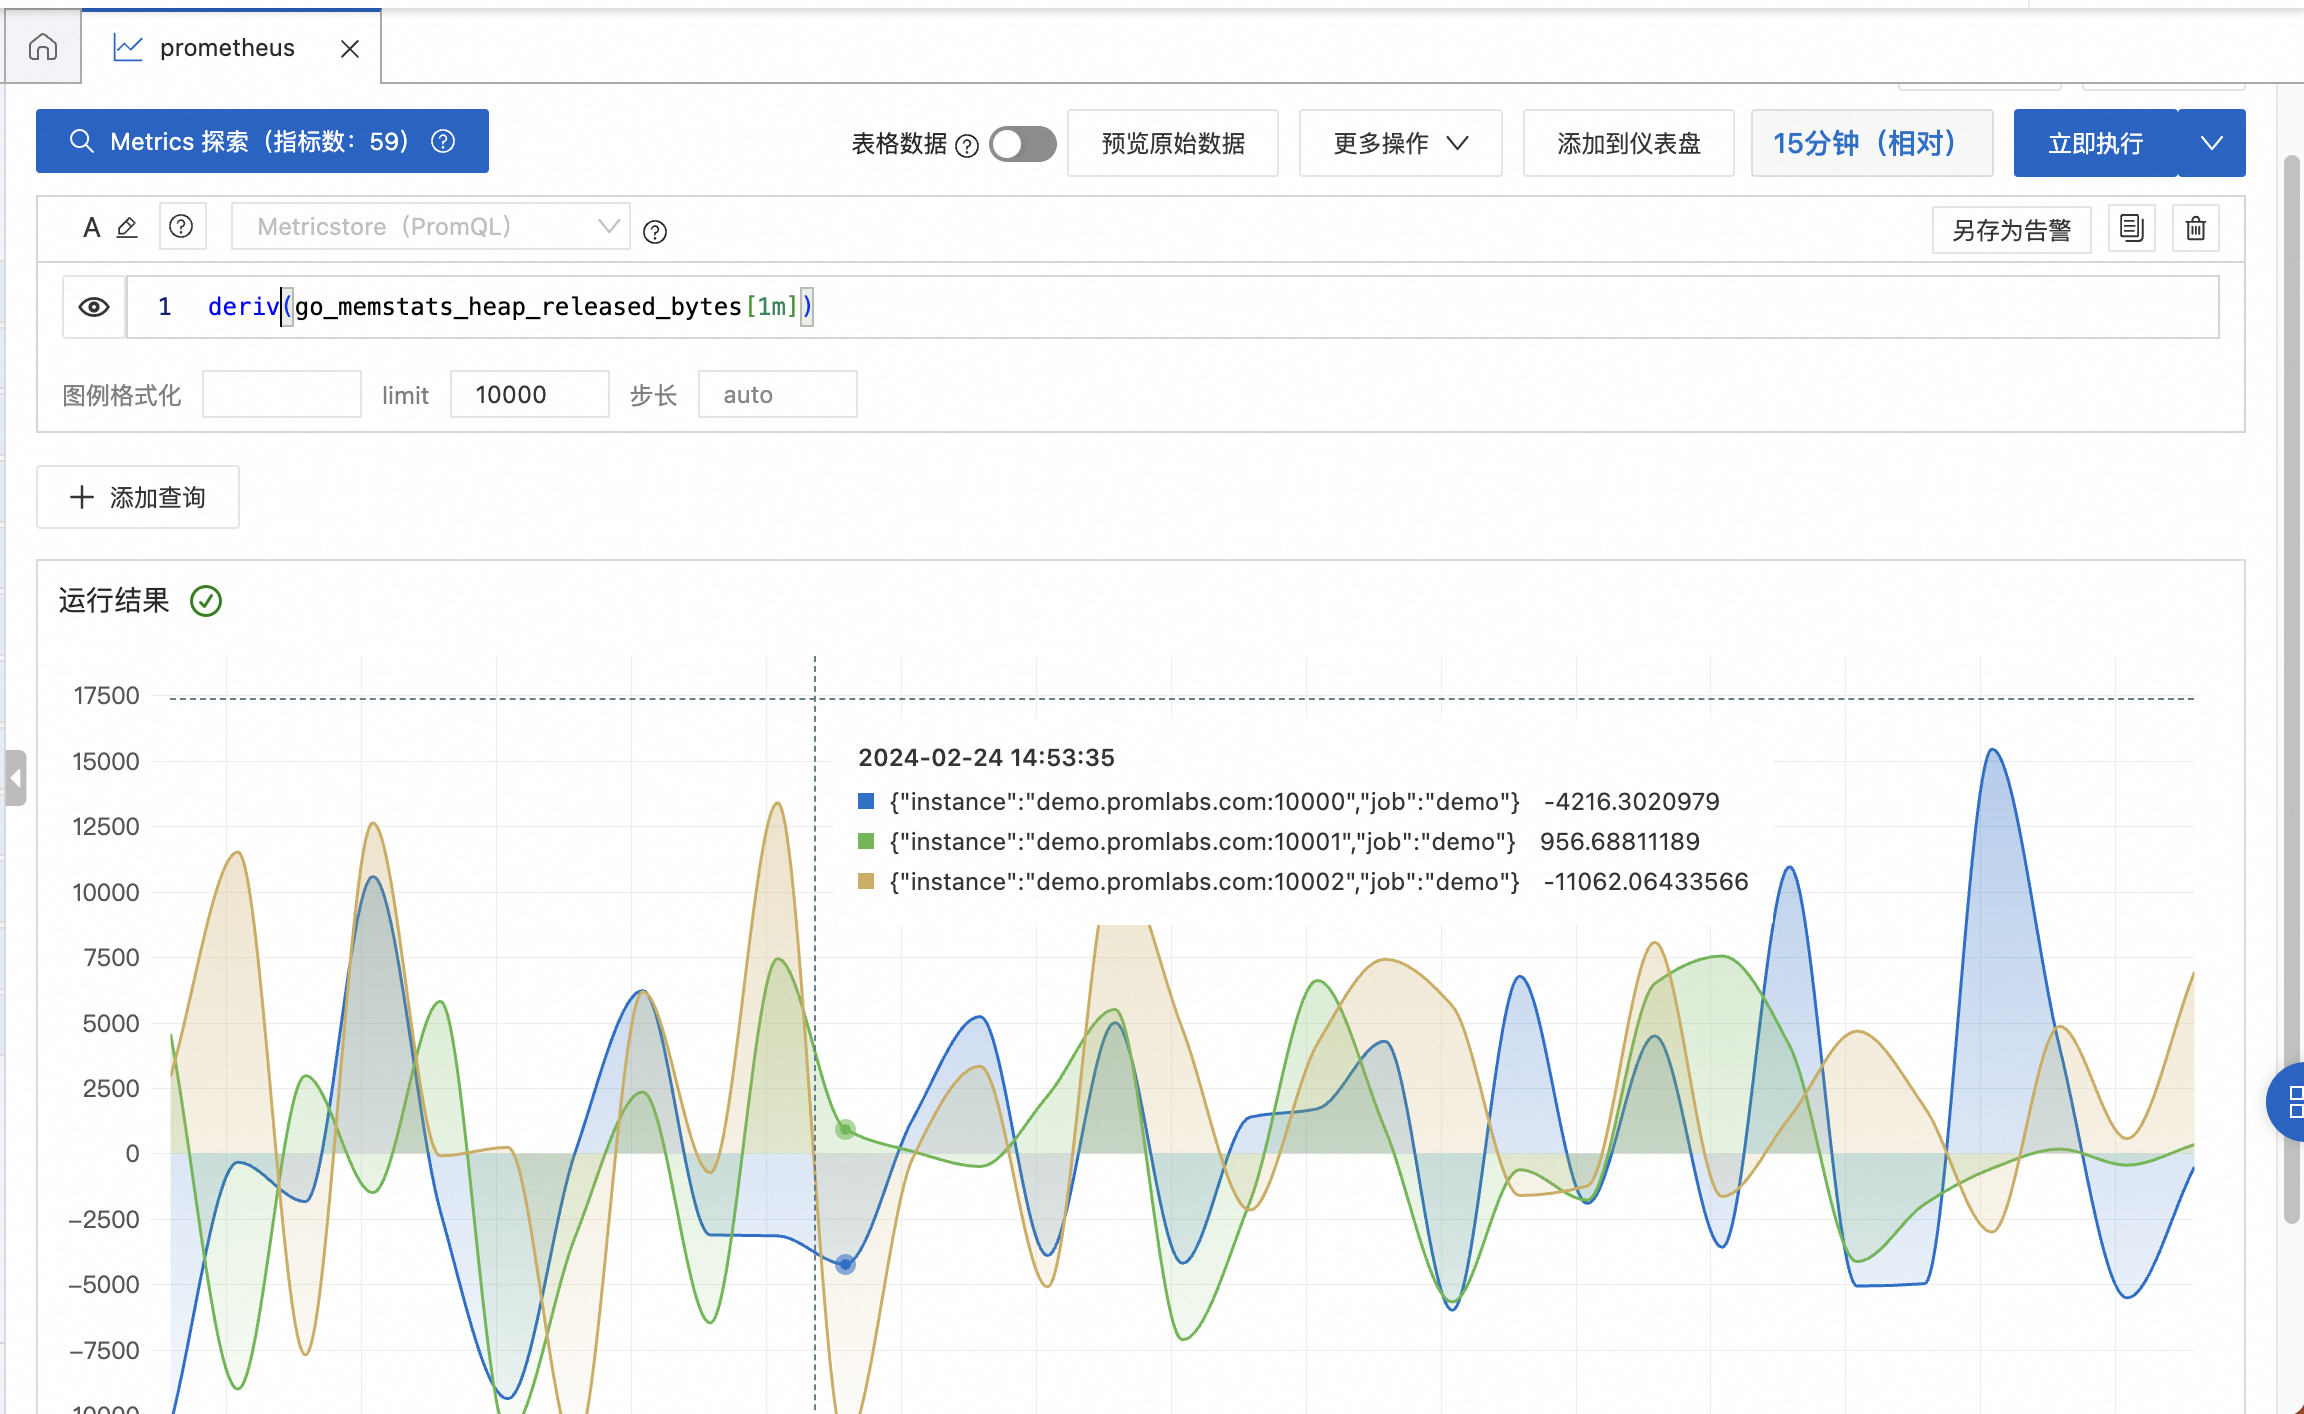 prometheus
Metrics 探索（指标数：59）
表格数据
预览原始数据
更多操作
添加到仪表盘
15分钟（相对）
立即执行
A
Metricstore（PromQL）
另存为告警
1 deriv(go_memstats_heap_released_bytes[1m])
图例格式化
limit
10000
步长
auto
添加查询
运行结果
17500
15000
12500
10000
7500
5000
2500
0
−2500
−5000
−7500
2024-02-24 14:53:35
{"instance":"demo.promlabs.com:10000","job":"demo"} -4216.3020979
{"instance":"demo.promlabs.com:10001","job":"demo"} 956.68811189
{"instance":"demo.promlabs.com:10002","job":"demo"} -11062.06433566